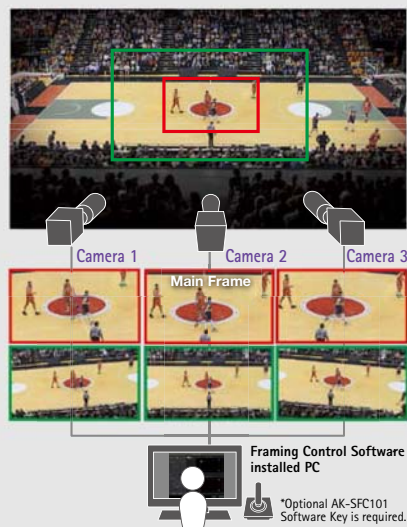 Camera 1
Camera 2
Camera 3
Main Frame
Framing Control Software
installed PC
*Optional AK-SFC101
Software Key is required.